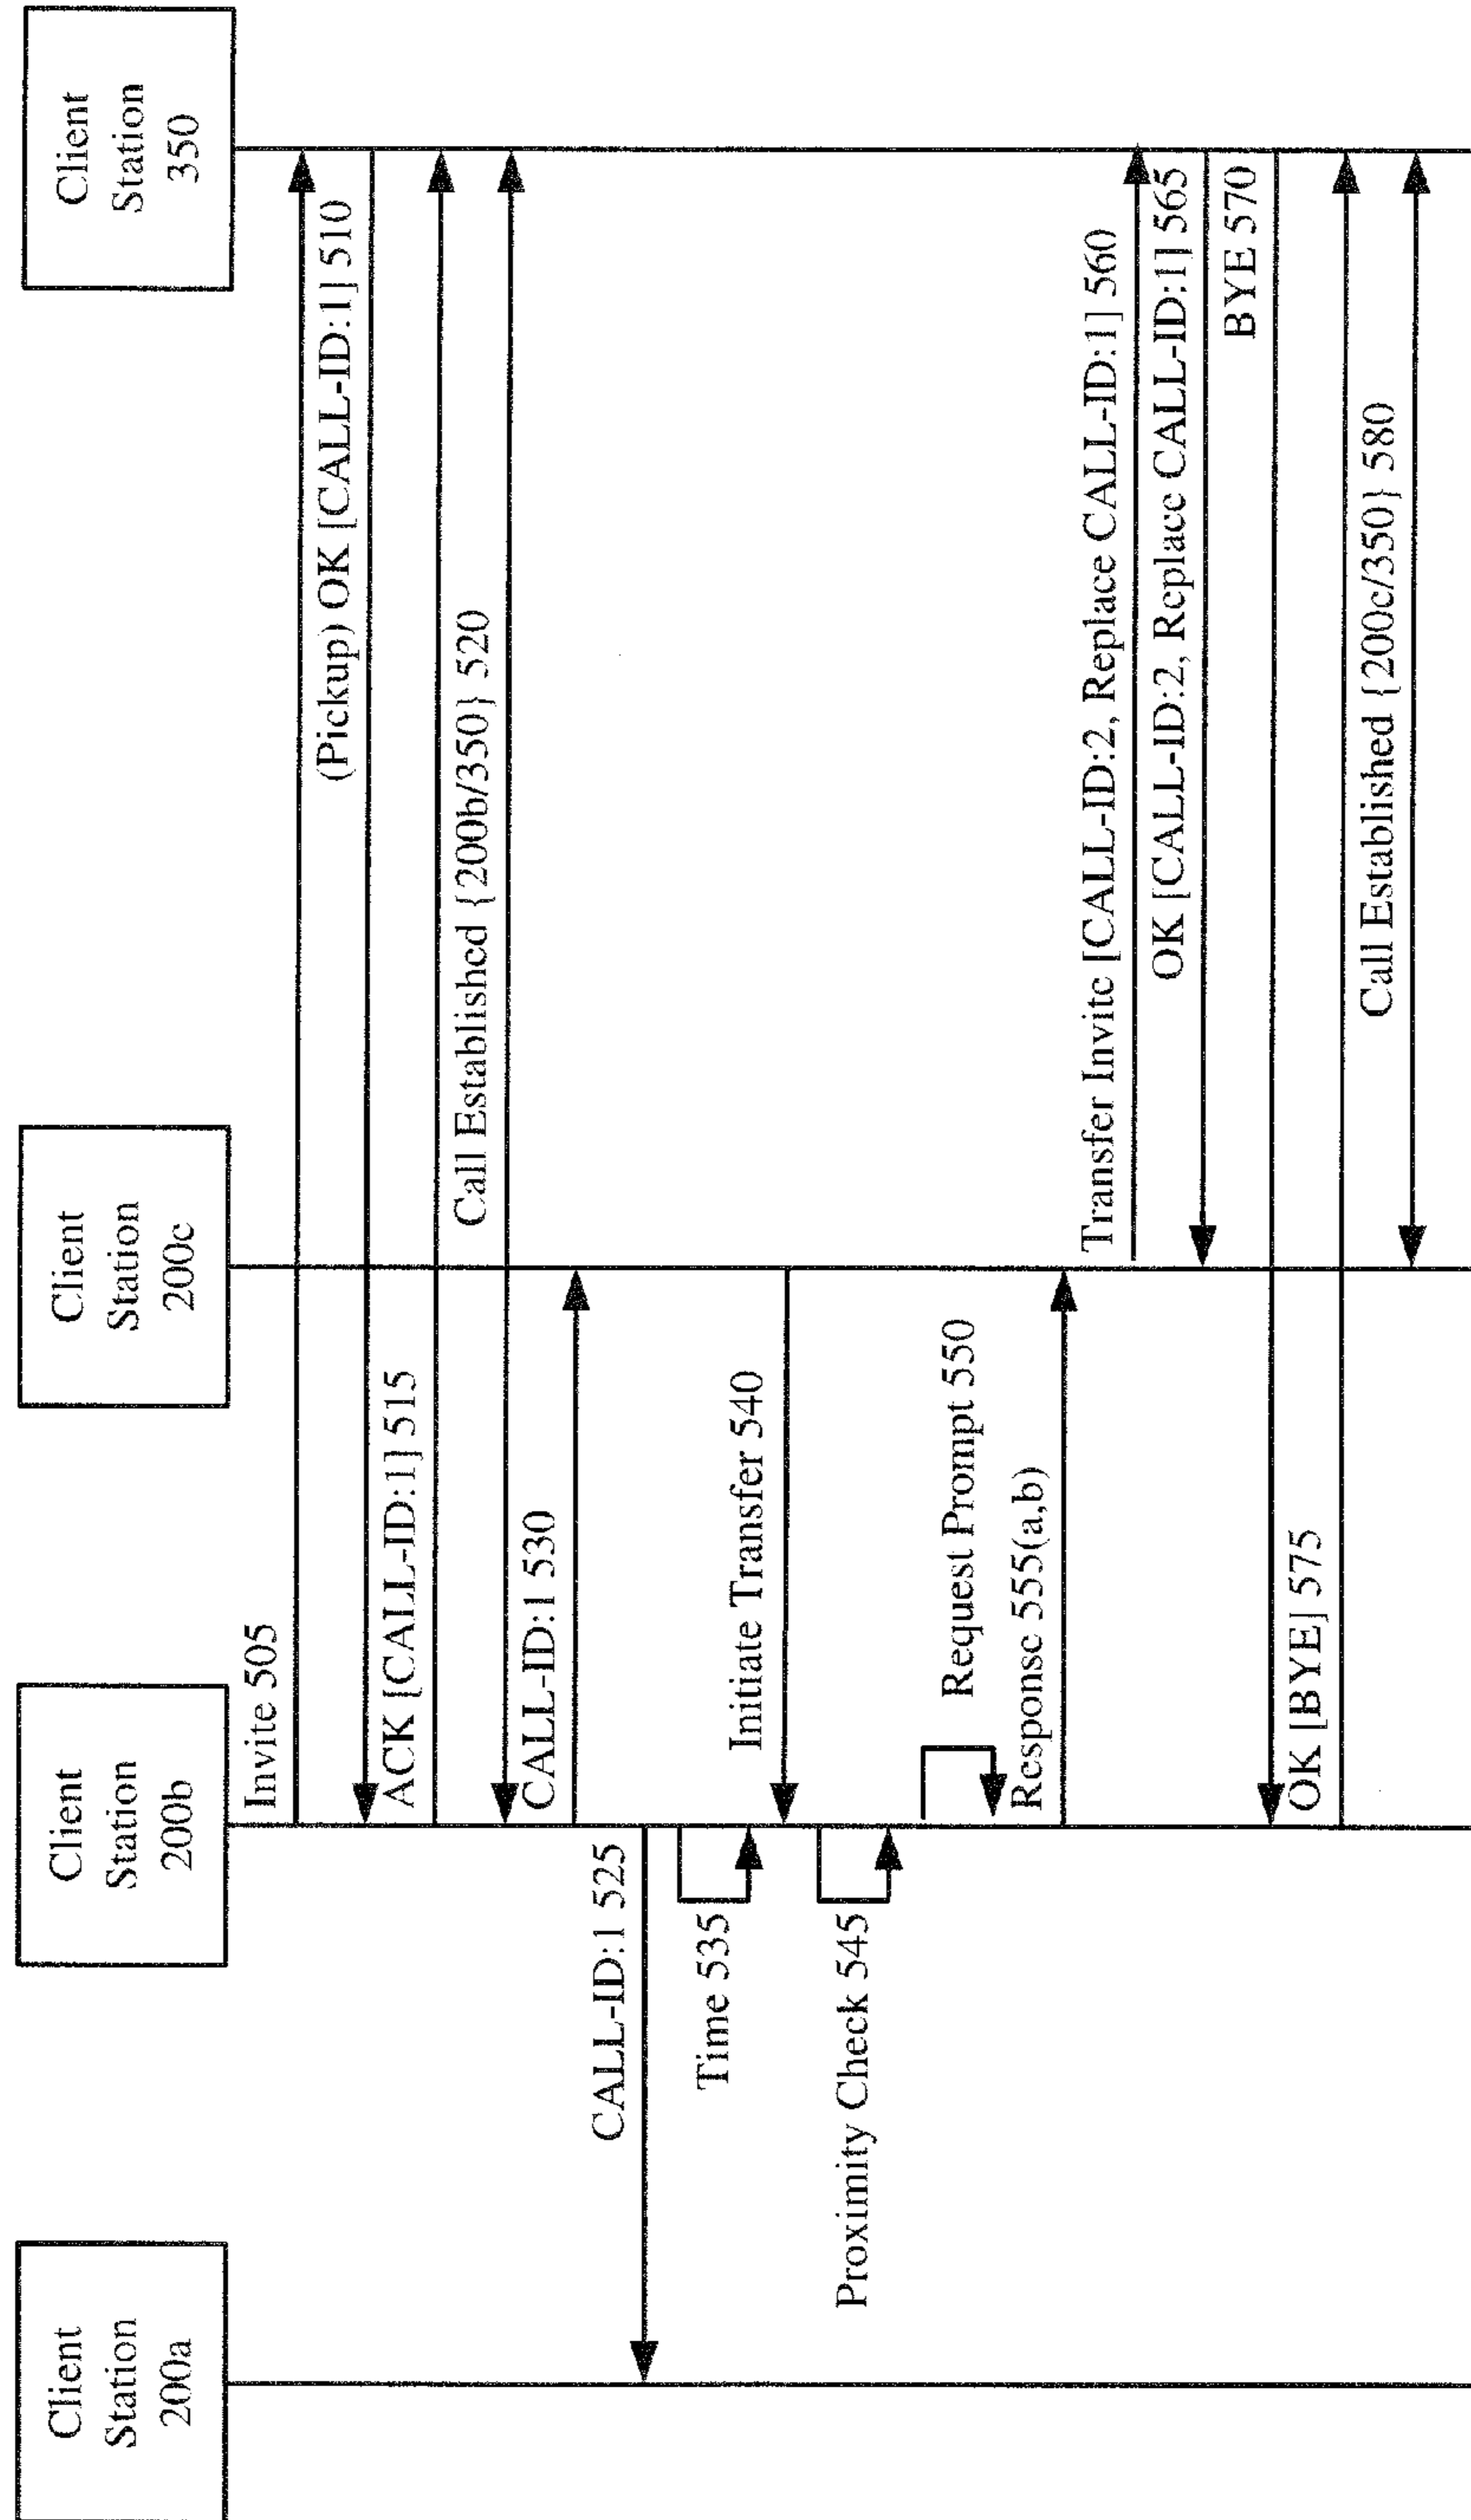 Client
Station
200a
Client
Station
200b
Client
Station
200c
Client
Station
350
Invite 505
(Pickup) OK [CALL-ID:1] 510
ACK [CALL-ID:1] 515
Call Established {200b/350} 520
CALL-ID:1 530
CALL-ID:1 525
Time 535
Initiate Transfer 540
Proximity Check 545
Request Prompt 550
Response 555(a,b)
Transfer Invite [CALL-ID:2, Replace CALL-ID:1] 560
OK [CALL-ID:2, Replace CALL-ID:1] 565
BYE 570
OK [BYE] 575
Call Established {200c/350} 580